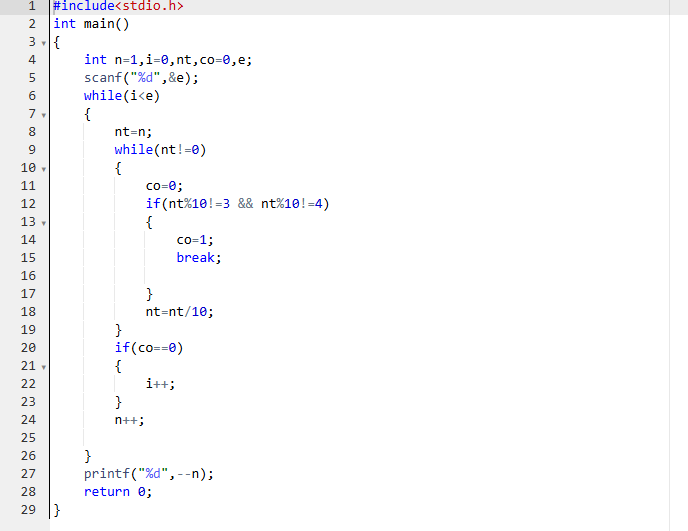 1 #include<stdio.h>
2 int main()
3 {
4     int n=1,i=0,nt,co=0,e;
5     scanf("%d",&e);
6     while(i<e)
7     {
8         nt=n;
9         while(nt!=0)
10         {
11             co=0;
12             if(nt%10!=3 && nt%10!=4)
13             {
14                 co=1;
15                 break;
16
17             }
18             nt=nt/10;
19         }
20         if(co==0)
21         {
22             i++;
23         }
24         n++;
25
26     }
27     printf("%d",--n);
28     return 0;
29 }